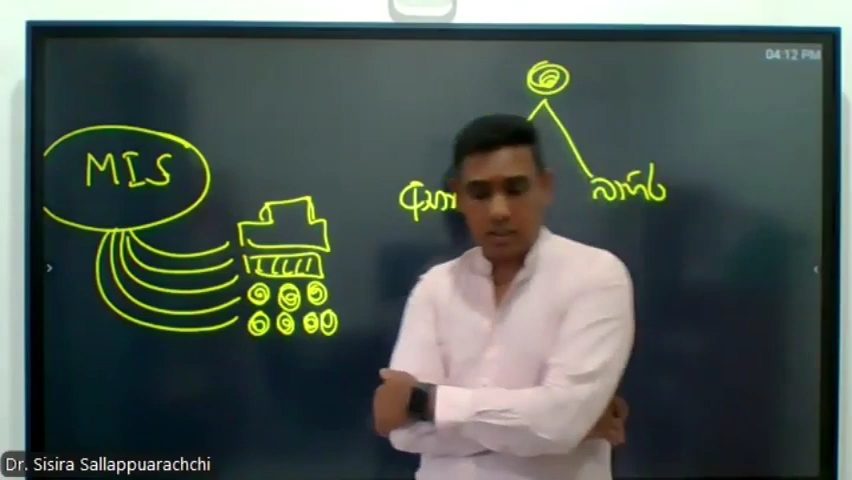 04:12 PM
MIS
බාහිර
Dr. Sisira Sallappuarachchi